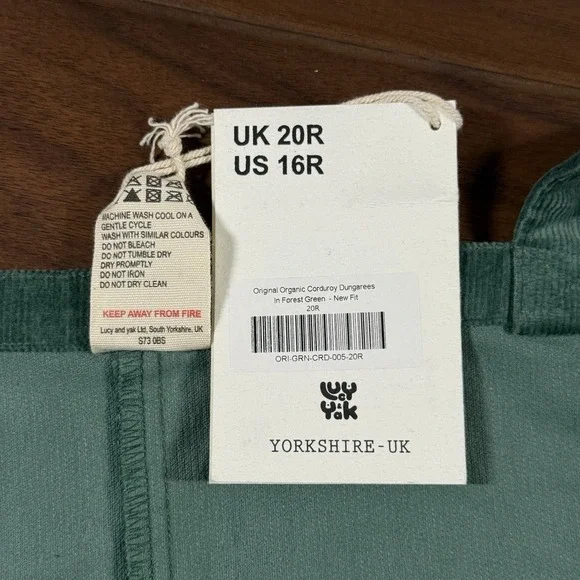 UK 20R
US 16R
MACHINE WASH COOL ON A
GENTLE CYCLE
WASH WITH SIMILAR COLOURS
DO NOT BLEACH
DO NOT TUMBLE DRY
DRY PROMPTLY
DO NOT IRON
DO NOT DRY CLEAN
KEEP AWAY FROM FIRE
Lucy and yak Ltd, South Yorkshire, UK
S73 0BS
Original Organic Corduroy Dungarees
In Forest Green - New Fit
20R
ORI-GRN-CRD-005-20R
LUCY
& YAK
YORKSHIRE-UK